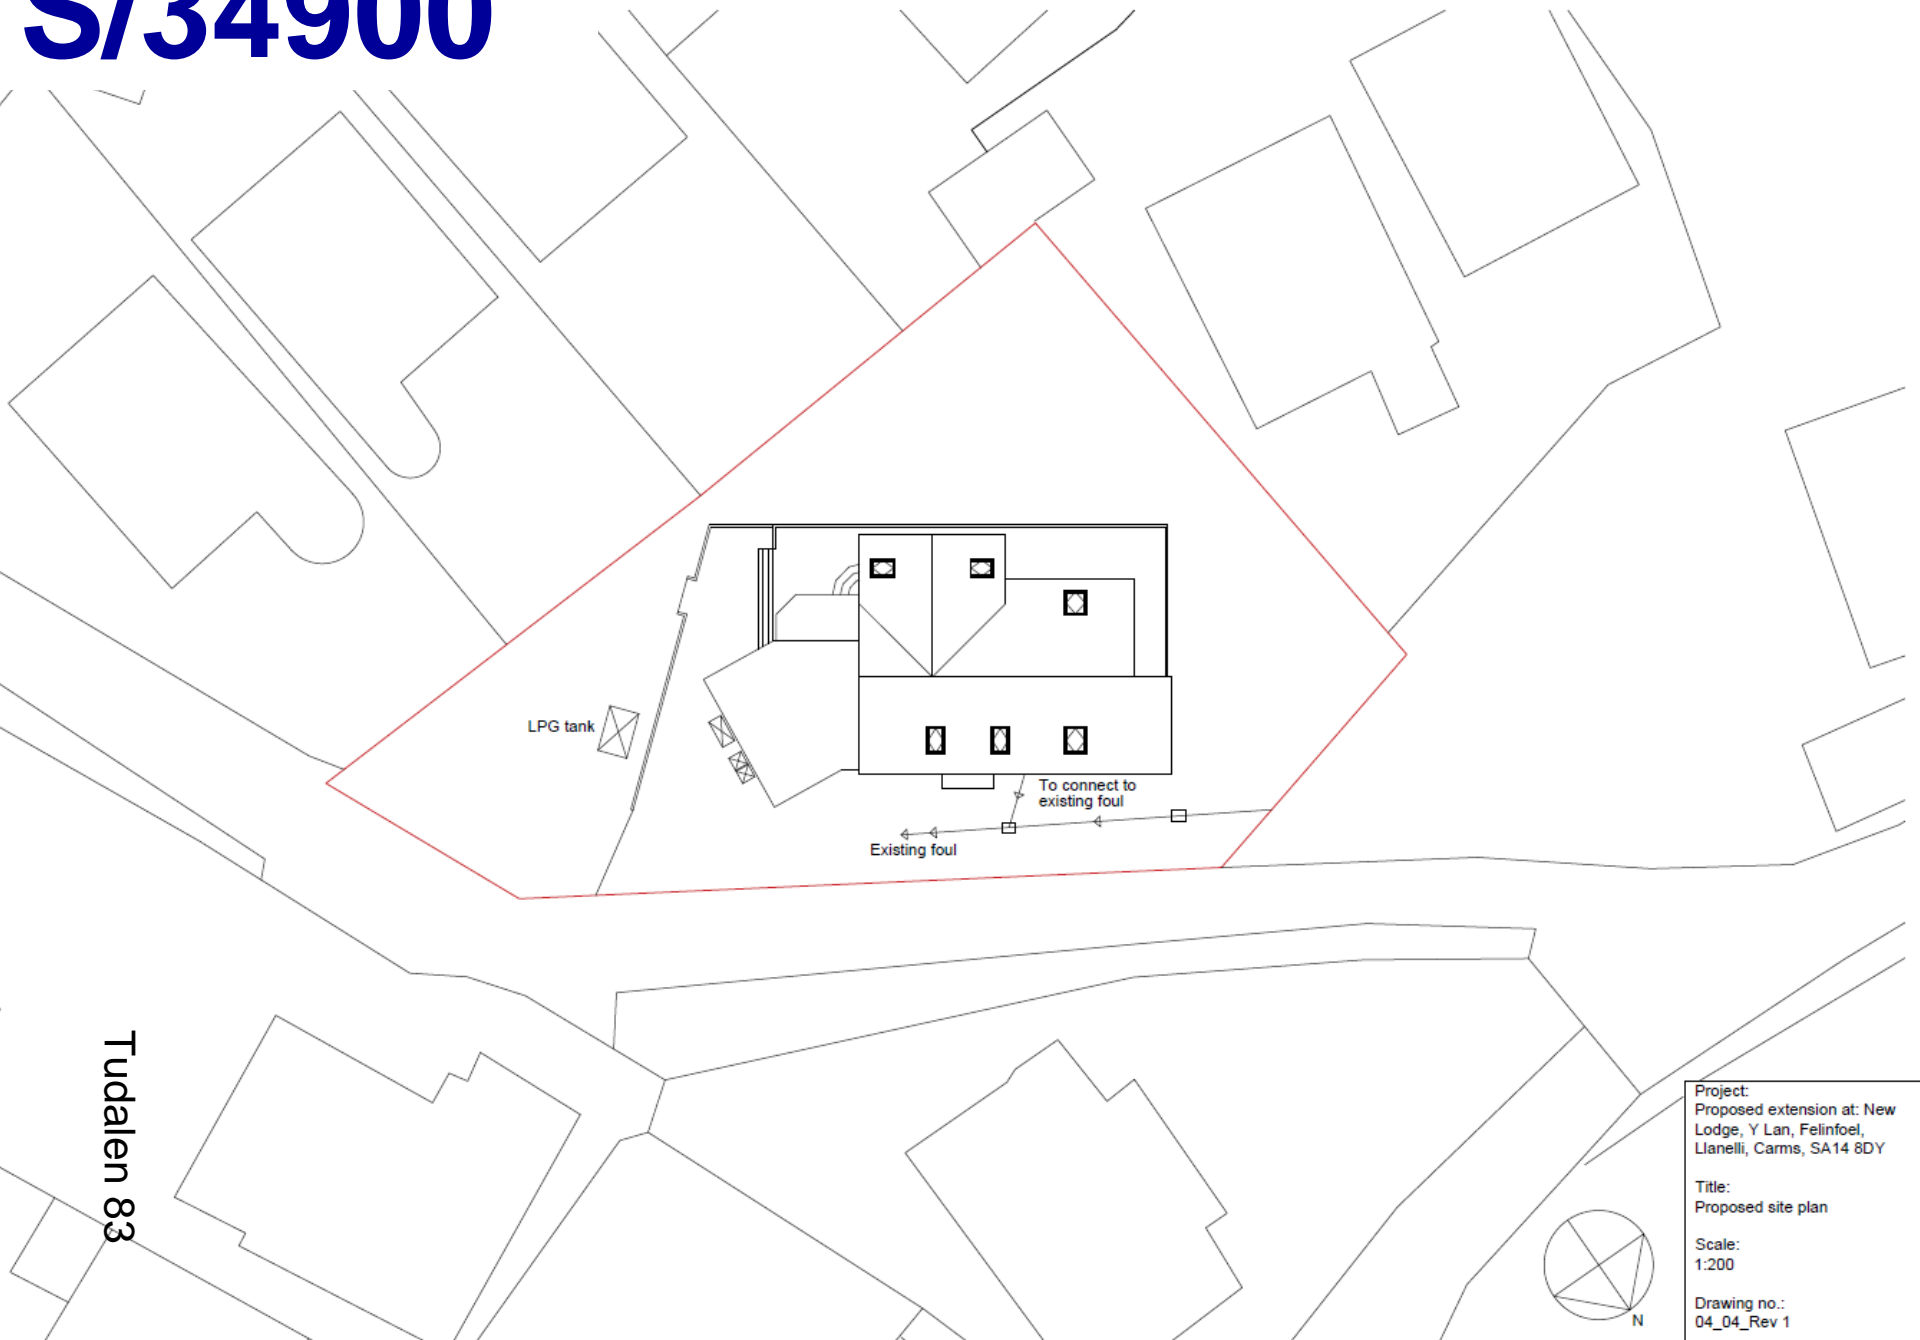 S/34900
LPG tank
To connect to
existing foul
Existing foul
Tudalen 83
Project:
Proposed extension at: New
Lodge, Y Lan, Felinfoel,
Llanelli, Carms, SA14 8DY
Title:
Proposed site plan
Scale:
1:200
Drawing no.:
04_04_Rev 1
N